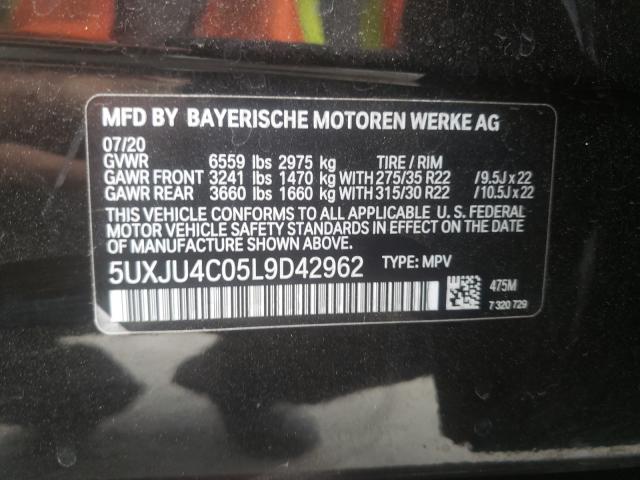 MFD BY BAYERISCHE MOTOREN WERKE AG
07/20
GVWR 6559 lbs 2975 kg TIRE / RIM
GAWR FRONT 3241 lbs 1470 kg WITH 275/35 R22 /9.5J x 22
GAWR REAR 3660 lbs 1660 kg WITH 315/30 R22 /10.5J x 22
THIS VEHICLE CONFORMS TO ALL APPLICABLE U. S. FEDERAL
MOTOR VEHICLE SAFETY STANDARDS IN EFFECT
ON THE DATE OF MANUFACTURE SHOWN ABOVE.
5UXJU4C05L9D42962 TYPE: MPV
475M
7 320 729